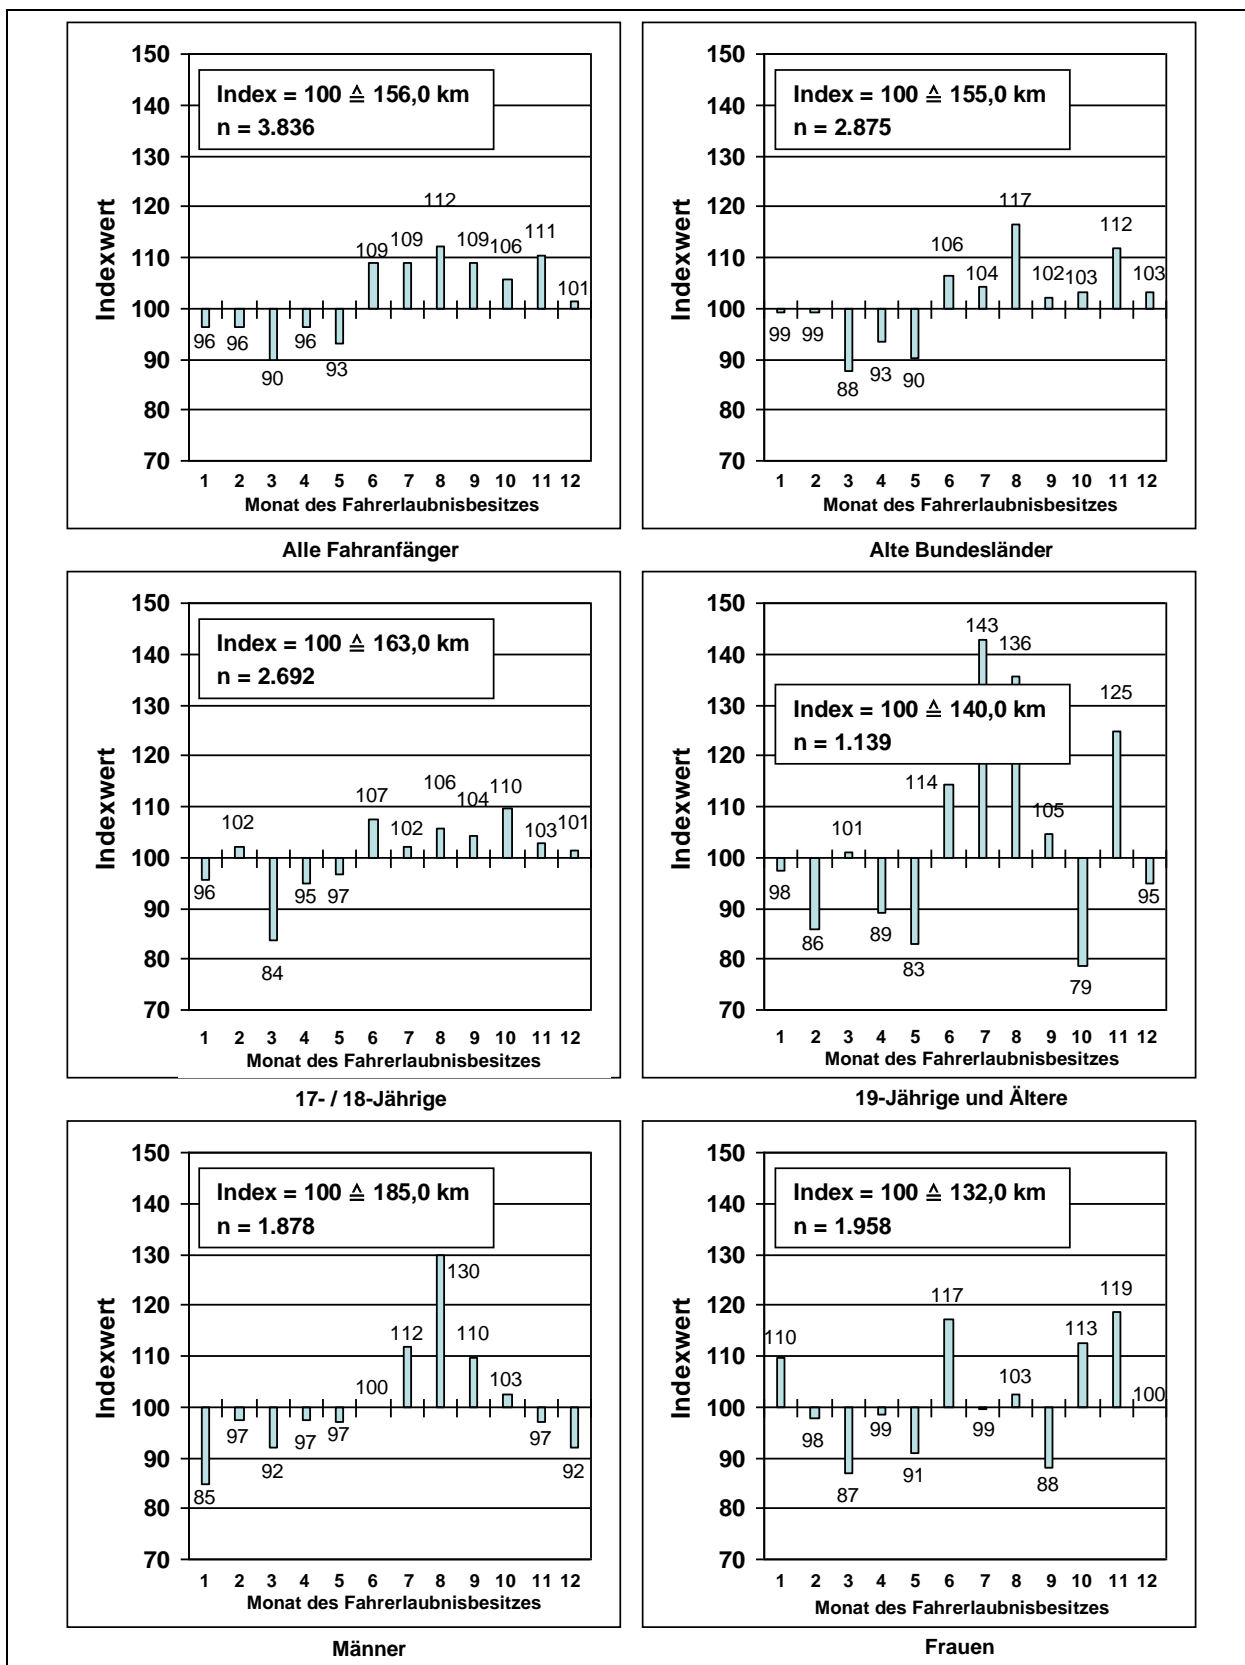 150
140
130
120
110
100
90
80
70
Indexwert
Index = 100 ≙ 156,0 km
n = 3.836
96 96 90 96 93 109 109 112 109 106 111 101
1 2 3 4 5 6 7 8 9 10 11 12
Monat des Fahrerlaubnisbesitzes
Alle Fahranfänger
150
140
130
120
110
100
90
80
70
Indexwert
Index = 100 ≙ 155,0 km
n = 2.875
99 99 88 93 90 106 104 117 102 103 112 103
1 2 3 4 5 6 7 8 9 10 11 12
Monat des Fahrerlaubnisbesitzes
Alte Bundesländer
150
140
130
120
110
100
90
80
70
Indexwert
Index = 100 ≙ 163,0 km
n = 2.692
96 102 84 95 97 107 102 106 104 110 103 101
1 2 3 4 5 6 7 8 9 10 11 12
Monat des Fahrerlaubnisbesitzes
17- / 18-Jährige
150
140
130
120
110
100
90
80
70
Indexwert
Index = 100 ≙ 140,0 km
n = 1.139
98 86 101 89 83 114 143 136 105 79 125 95
1 2 3 4 5 6 7 8 9 10 11 12
Monat des Fahrerlaubnisbesitzes
19-Jährige und Ältere
150
140
130
120
110
100
90
80
70
Indexwert
Index = 100 ≙ 185,0 km
n = 1.878
85 97 92 97 97 100 112 130 110 103 97 92
1 2 3 4 5 6 7 8 9 10 11 12
Monat des Fahrerlaubnisbesitzes
Männer
150
140
130
120
110
100
90
80
70
Indexwert
Index = 100 ≙ 132,0 km
n = 1.958
110 98 87 99 91 117 99 103 88 113 119 100
1 2 3 4 5 6 7 8 9 10 11 12
Monat des Fahrerlaubnisbesitzes
Frauen